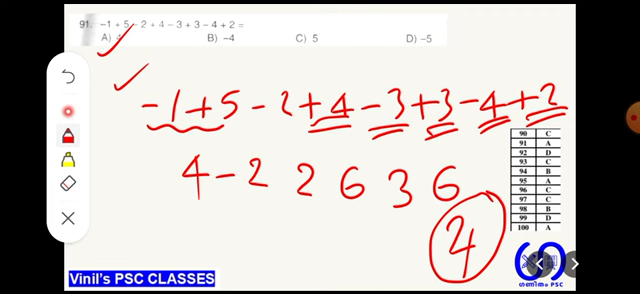 91. –1 + 5 – 2 + 4 – 3 + 3 – 4 + 2 =
A) 4 B) –4 C) 5 D) –5
-1+5-2+4-3+3-4+2
4-2 2 6 3 6
4
90 C
91 A
92 D
93 C
94 B
95 A
96 C
97 C
98 B
99 D
100 A
Vinil's PSC CLASSES
ഗണിതം PSC